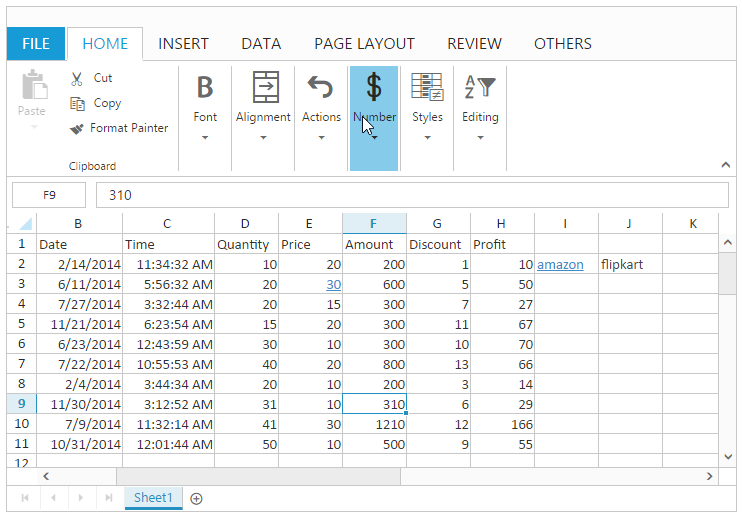 FILE HOME INSERT DATA PAGE LAYOUT REVIEW OTHERS
Paste
Cut
Copy
Format Painter
Clipboard
B
Font
Alignment
Actions
$
Number
Styles
A
Z
Editing
F9 310
B C D E F G H I J K
1 Date Time Quantity Price Amount Discount Profit
2 2/14/2014 11:34:32 AM 10 20 200 1 10 amazon flipkart
3 6/11/2014 5:56:32 AM 20 30 600 5 50
4 7/27/2014 3:32:44 AM 20 15 300 7 27
5 11/21/2014 6:23:54 AM 15 20 300 11 67
6 6/23/2014 12:43:59 AM 30 10 300 10 70
7 7/22/2014 10:55:53 AM 40 20 800 13 66
8 2/4/2014 3:44:34 AM 20 10 200 3 14
9 11/30/2014 3:12:52 AM 31 10 310 6 29
10 7/9/2014 11:32:14 AM 41 30 1210 12 166
11 10/31/2014 12:01:44 AM 50 10 500 9 55
12
Sheet1